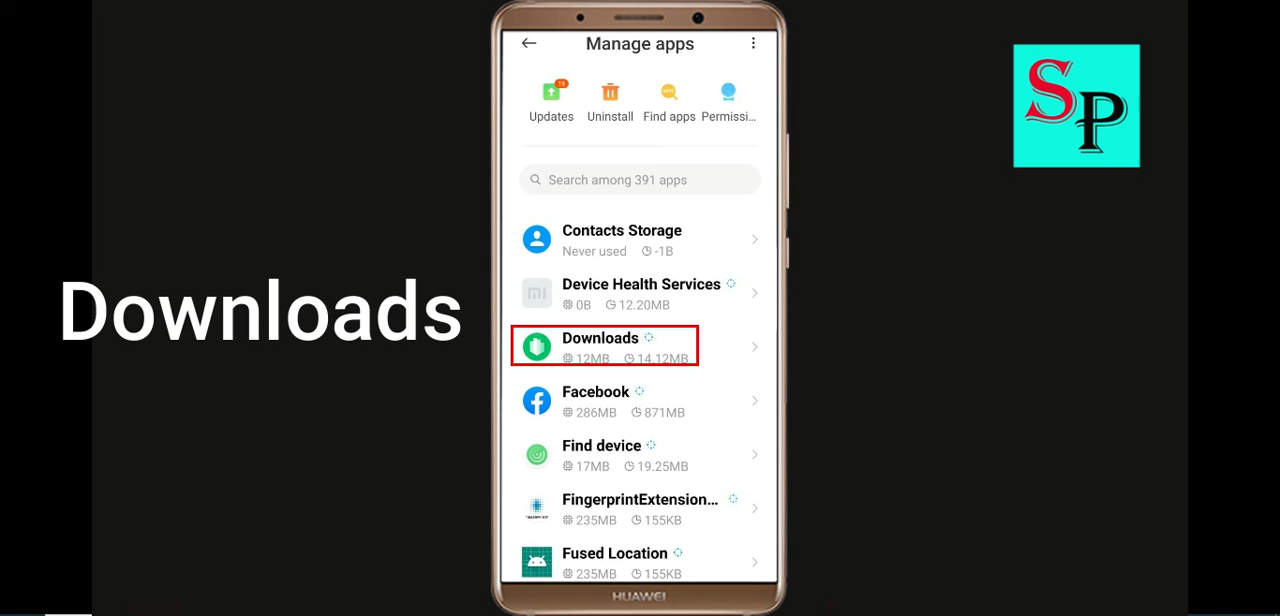 Manage apps
19
Updates
Uninstall
Find apps
Permissi...
Search among 391 apps
Contacts Storage
Never used -1B
Device Health Services
0B 12.20MB
Downloads
12MB 14.12MB
Facebook
286MB 871MB
Find device
17MB 19.25MB
FingerprintExtension...
235MB 155KB
Fused Location
235MB 155KB
HUAWEI
Downloads
SP